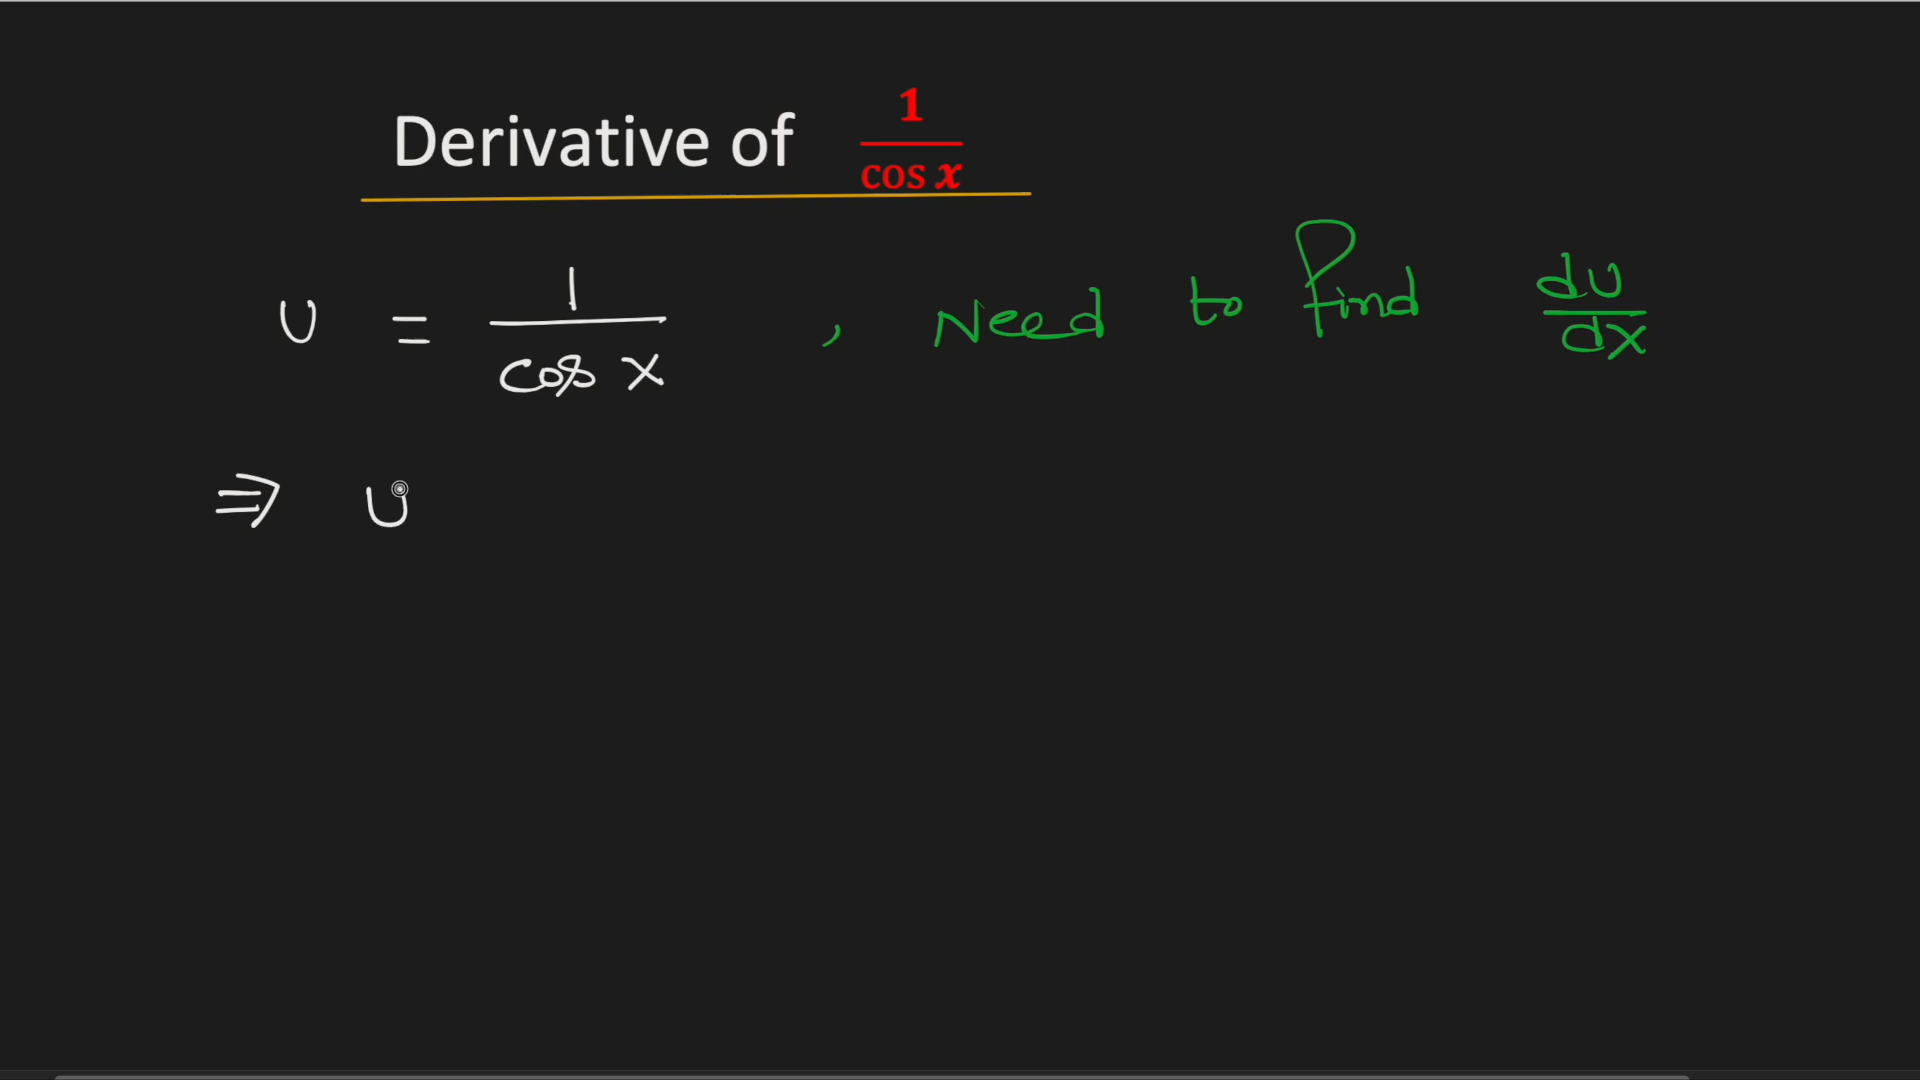 Derivative of 1/cos x
U = 1/cos x , Need to find du/dx
⇒ U